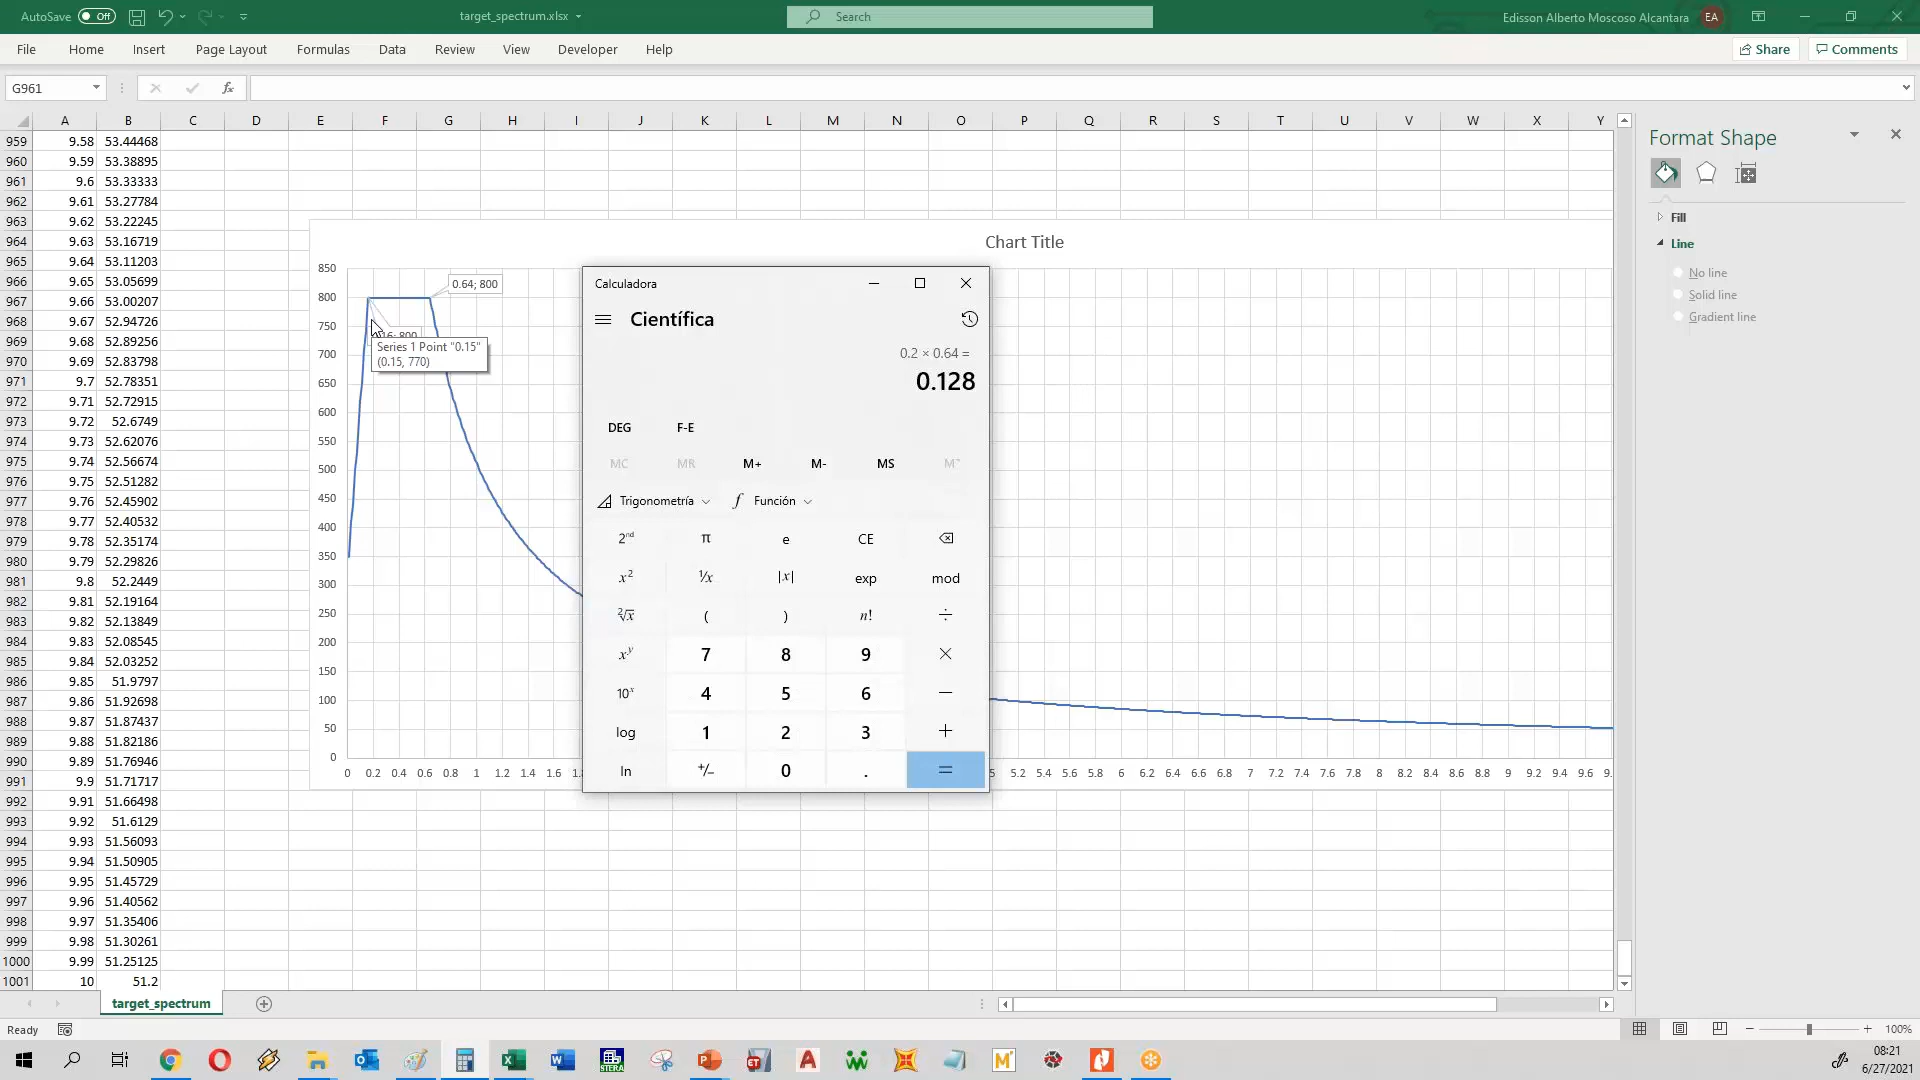 AutoSave Off target_spectrum.xlsx Search Edisson Alberto Moscoso Alcantara EA
File Home Insert Page Layout Formulas Data Review View Developer Help Share Comments
G961 fx
A B C D E F G H I J K L M N O P Q R S T U V W X Y
959 9.58 53.44468
960 9.59 53.38895
961 9.6 53.33333
962 9.61 53.27784
963 9.62 53.22245
964 9.63 53.16719
965 9.64 53.11203
966 9.65 53.05699
967 9.66 53.00207
968 9.67 52.94726
969 9.68 52.89256
970 9.69 52.83798
971 9.7 52.78351
972 9.71 52.72915
973 9.72 52.6749
974 9.73 52.62076
975 9.74 52.56674
976 9.75 52.51282
977 9.76 52.45902
978 9.77 52.40532
979 9.78 52.35174
980 9.79 52.29826
981 9.8 52.2449
982 9.81 52.19164
983 9.82 52.13849
984 9.83 52.08545
985 9.84 52.03252
986 9.85 51.9797
987 9.86 51.92698
988 9.87 51.87437
989 9.88 51.82186
990 9.89 51.76946
991 9.9 51.71717
992 9.91 51.66498
993 9.92 51.6129
994 9.93 51.56093
995 9.94 51.50905
996 9.95 51.45729
997 9.96 51.40562
998 9.97 51.35406
999 9.98 51.30261
1000 9.99 51.25125
1001 10 51.2
Chart Title
850
800
750
700
650
600
550
500
450
400
350
300
250
200
150
100
50
0
0 0.2 0.4 0.6 0.8 1 1.2 1.4 1.6
5.2 5.4 5.6 5.8 6 6.2 6.4 6.6 6.8 7 7.2 7.4 7.6 7.8 8 8.2 8.4 8.6 8.8 9 9.2 9.4 9.6
0.64; 800
Series 1 Point "0.15"
(0.15, 770)
Calculadora
Científica
0.2 × 0.64 =
0.128
DEG F-E
MC MR M+ M- MS M˅
Trigonometría f Función
2nd π e CE
x² ¹/x |x| exp mod
²√x ( ) n! ÷
xʸ 7 8 9 ×
10ˣ 4 5 6 −
log 1 2 3 +
ln +/− 0 . =
Format Shape
Fill
Line
No line
Solid line
Gradient line
target_spectrum
Ready 100%
08:21
6/27/2021